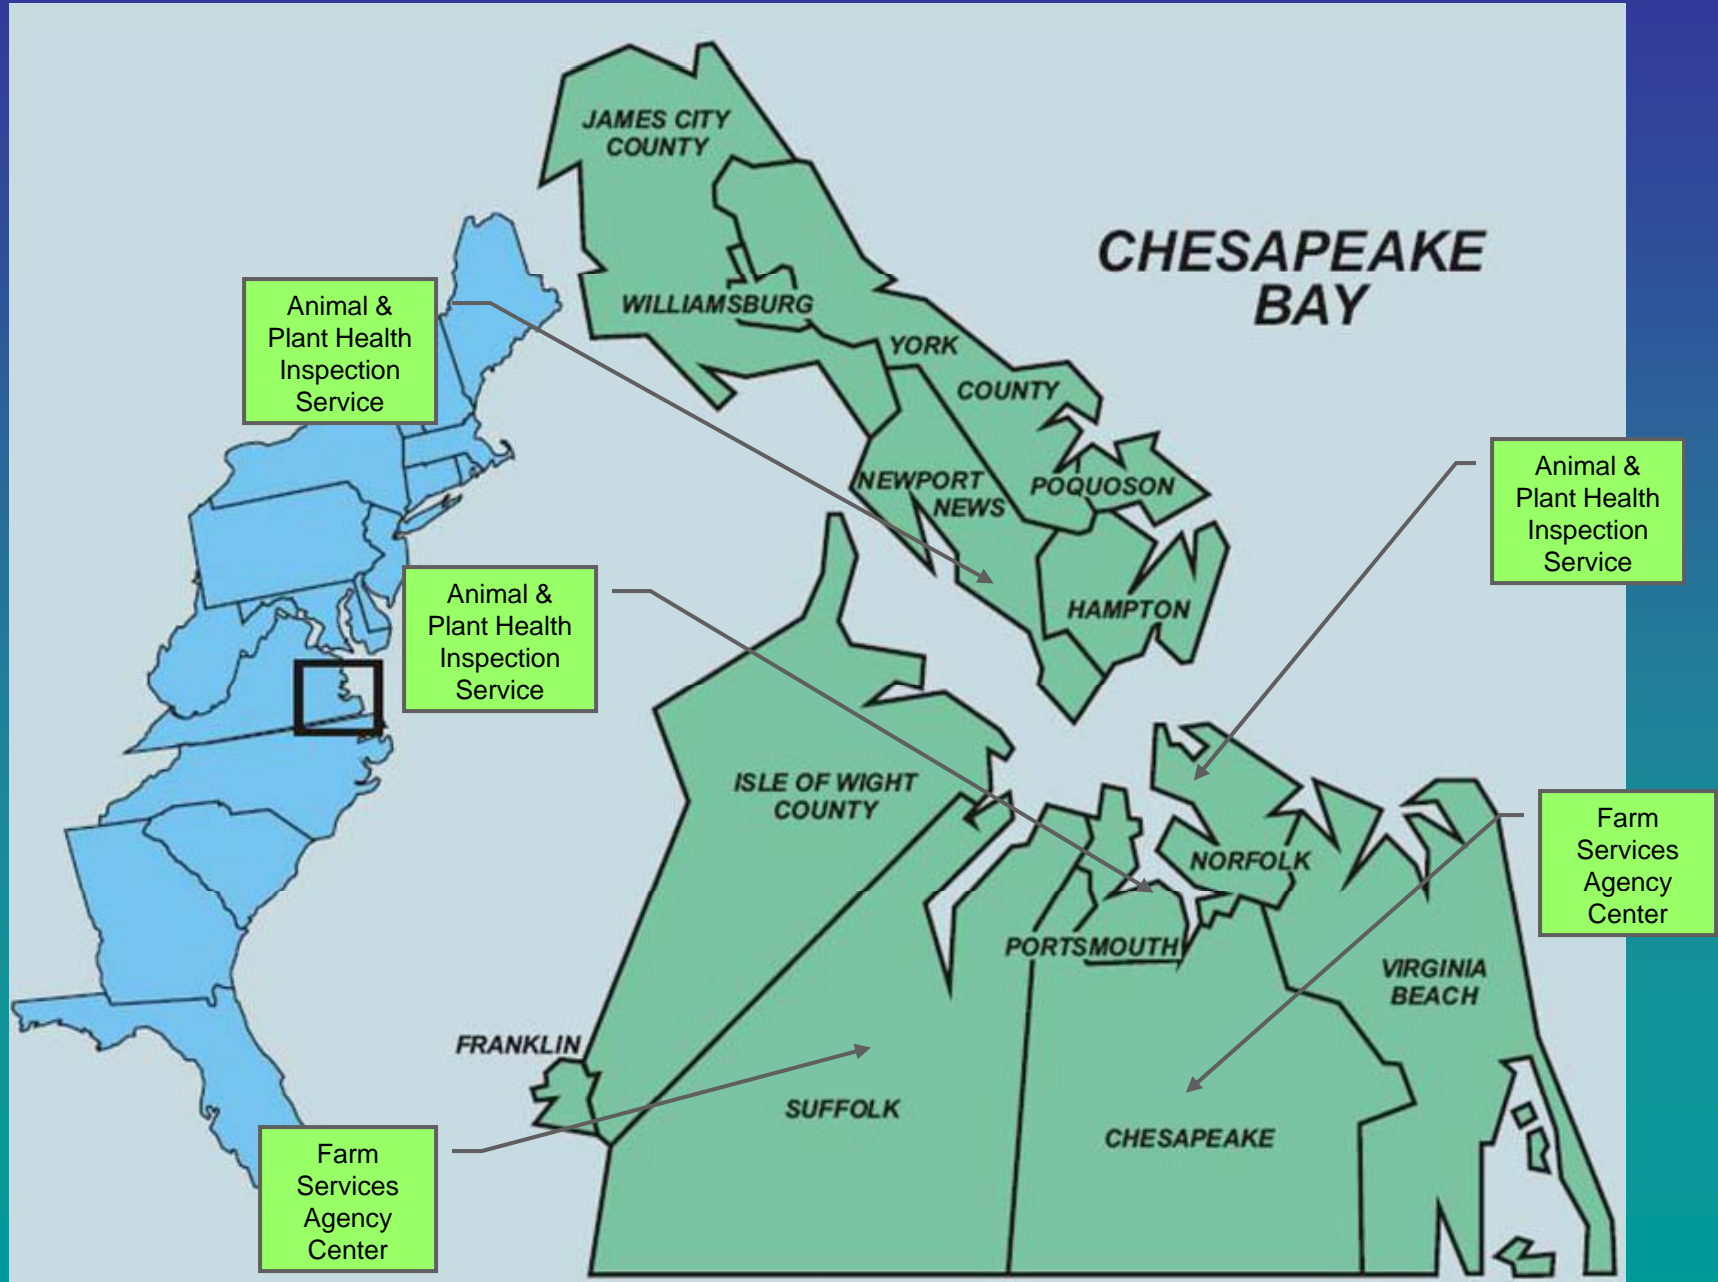 JAMES CITY
COUNTY
CHESAPEAKE
BAY
WILLIAMSBURG
Animal &
Plant Health
Inspection
Service
YORK
COUNTY
NEWPORT
NEWS
POQUOSON
Animal &
Plant Health
Inspection
Service
Animal &
Plant Health
Inspection
Service
HAMPTON
ISLE OF WIGHT
COUNTY
NORFOLK
Farm
Services
Agency
Center
PORTSMOUTH
VIRGINIA
BEACH
FRANKLIN
SUFFOLK
CHESAPEAKE
Farm
Services
Agency
Center